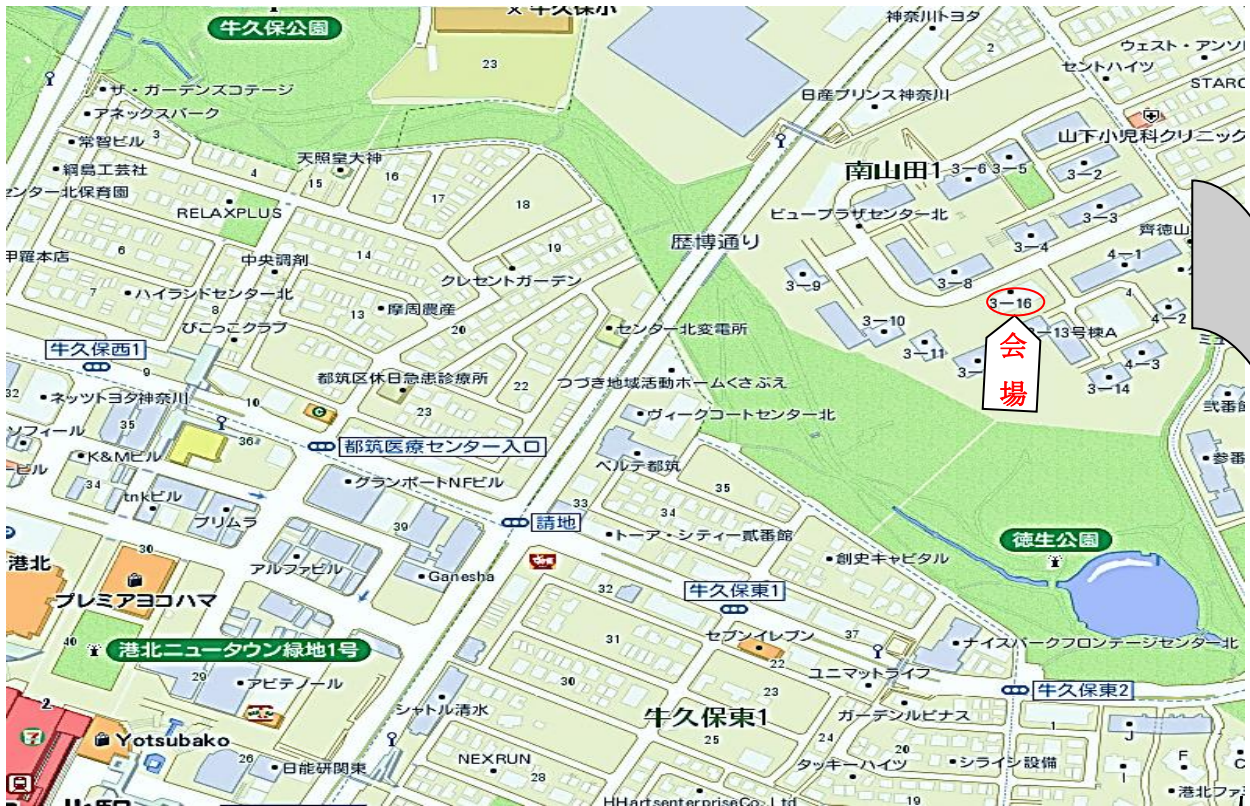 牛久保小
牛久保公園
神奈川トヨタ
2
ウェスト・アンソ
セントハイツ
STARC
23
ザ・ガーデンズコテージ
アネックスパーク
日産プリンス神奈川
常智ビル
3
山下小児科クリニック
綱島工芸社
4
天照皇大神
15
16
17
18
南山田1
3-6
3-5
3-2
センター北保育園
RELAXPLUS
ビュープラザセンター北
3-3
甲羅本店
6
中央調剤
14
19
クレセントガーデン
歴博通り
3-4
齊徳山
4-1
7
ハイランドセンター北
8
13
摩周農産
3-9
3-8
3-16
4
4-2
びこっこクラブ
20
センター北変電所
3-10
3-11
3-13号棟A
牛久保西1
9
都筑区休日急患診療所
22
つづき地域活動ホームくさぶえ
会場
4-3
3-14
32
ネッツトヨタ神奈川
10
23
ヴィークコートセンター北
弐番館
ソフィール
35
36
都筑医療センター入口
K&Mビル
ベルテ都筑
参番
34
tnkビル
グランポートNFビル
35
プリムラ
39
33
34
請地
トーア・シティー貳番館
徳生公園
港北
30
アルファビル
Ganesha
創史キャピタル
プレミアヨコハマ
32
牛久保東1
40
港北ニュータウン緑地1号
31
セブンイレブン
37
ナイスパークフロンテージセンター北
29
アビテノール
30
22
ユニマットライフ
牛久保東2
2
シャトル清水
牛久保東1
23
ガーデンルビナス
1
Yotsubako
25
24
20
J
26
日能研関東
NEXRUN
28
タッキーハイツ
シライシ設備
I
F
C
HHartsenterpriseCo.,Ltd
19
港北ファ